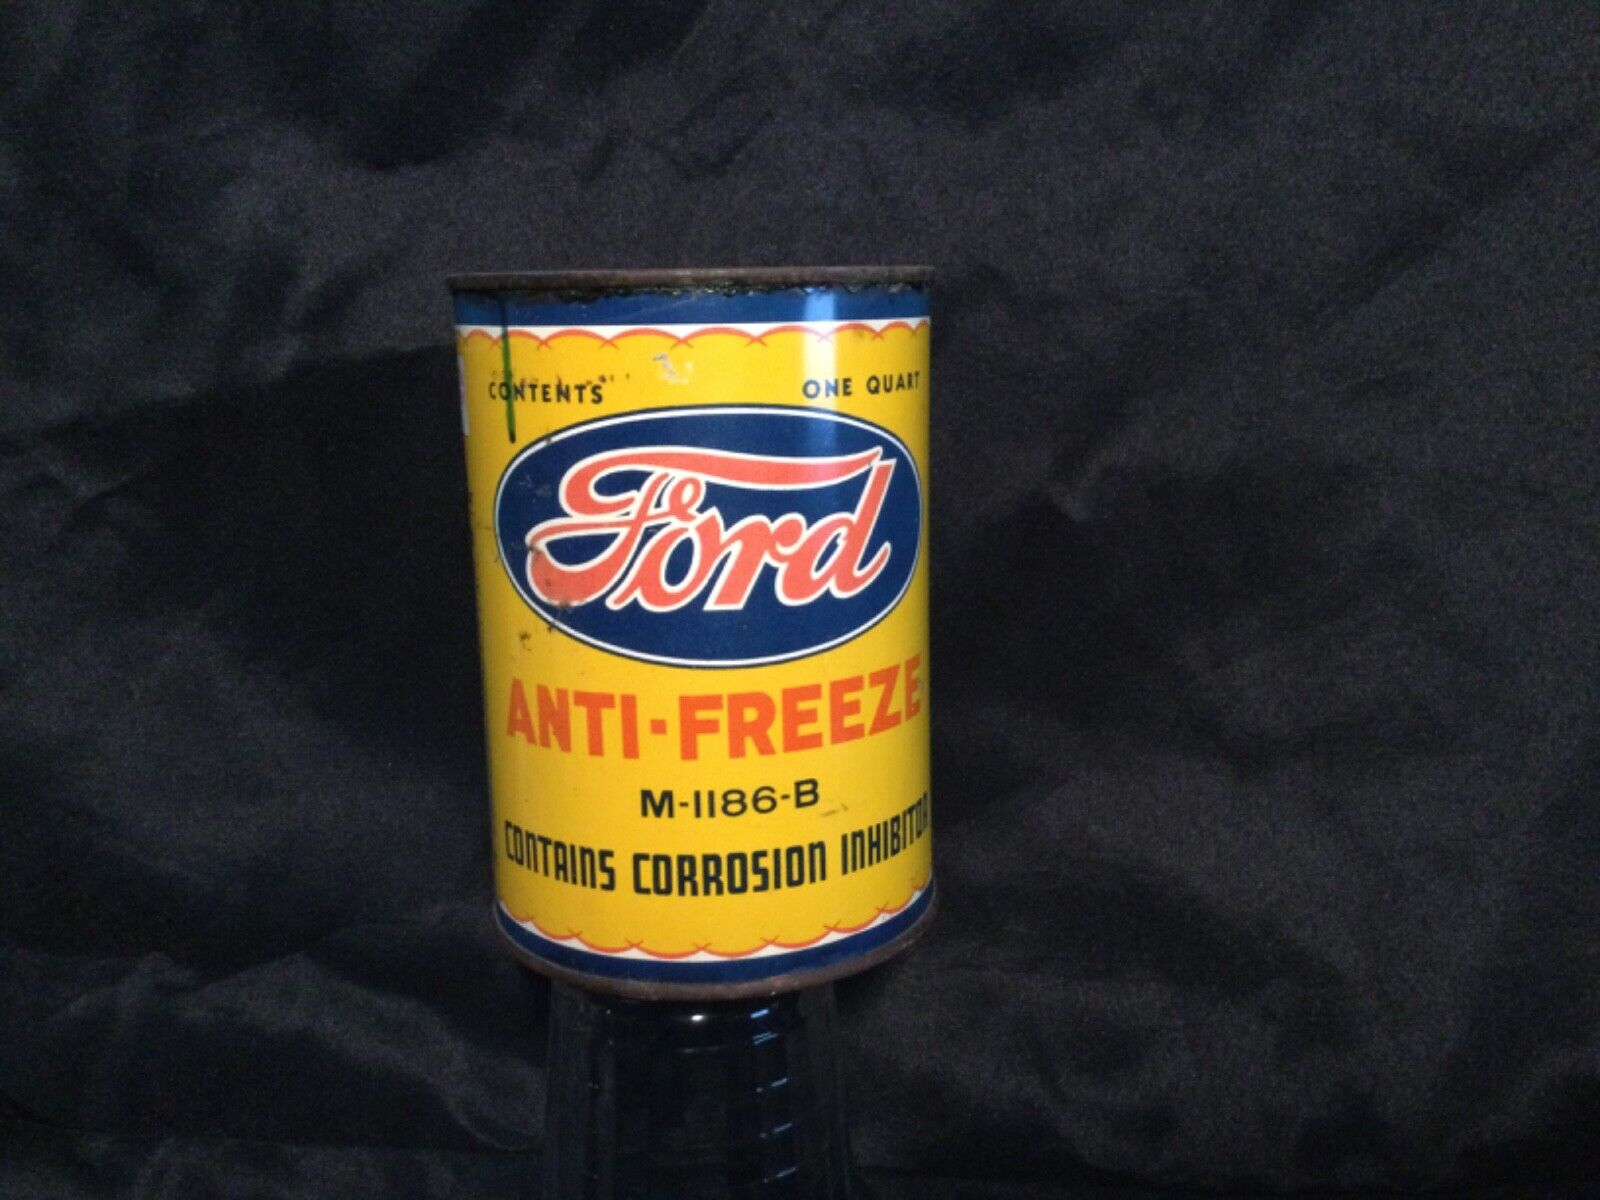 CONTENTS ONE QUART
Ford
ANTI-FREEZE
M-1186-B
CONTAINS CORROSION INHIBITOR